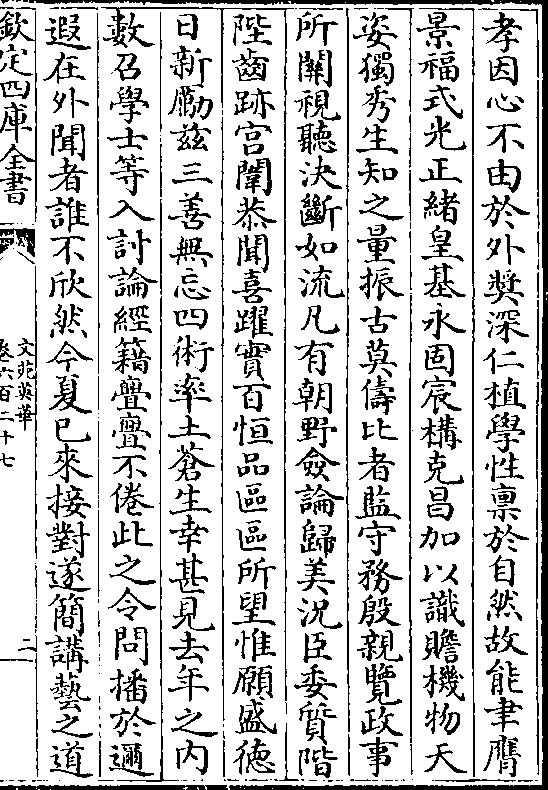 孝因心不由於外奬深仁植學性禀於自然故能聿膺
景福式光正緒皇基永固宸構克昌加以識贍機物天
姿獨秀生知之量振古莫儔比者監守務殷親覽政事
所關視聽決斷如流凡有朝野僉論歸美況臣委質階
陛齒跡宫闈恭聞喜躍實百恒品區區所望惟願盛徳
日新勵兹三善無忘四術率土蒼生幸甚見去年之内
數召學士等入討論經籍亹亹不倦此之令問播於邇
遐在外聞者誰不欣然今夏已來接對遂簡講藝之道
欽定四庫全書
文苑英華
卷六百二十七
二